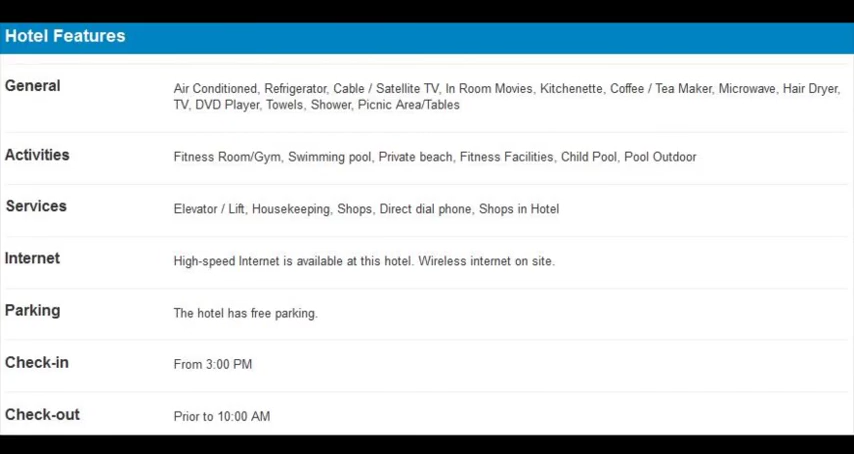 Hotel Features
General
Air Conditioned, Refrigerator, Cable / Satellite TV, In Room Movies, Kitchenette, Coffee / Tea Maker, Microwave, Hair Dryer,
TV, DVD Player, Towels, Shower, Picnic Area/Tables
Activities
Fitness Room/Gym, Swimming pool, Private beach, Fitness Facilities, Child Pool, Pool Outdoor
Services
Elevator / Lift, Housekeeping, Shops, Direct dial phone, Shops in Hotel
Internet
High-speed Internet is available at this hotel. Wireless internet on site.
Parking
The hotel has free parking.
Check-in
From 3:00 PM
Check-out
Prior to 10:00 AM